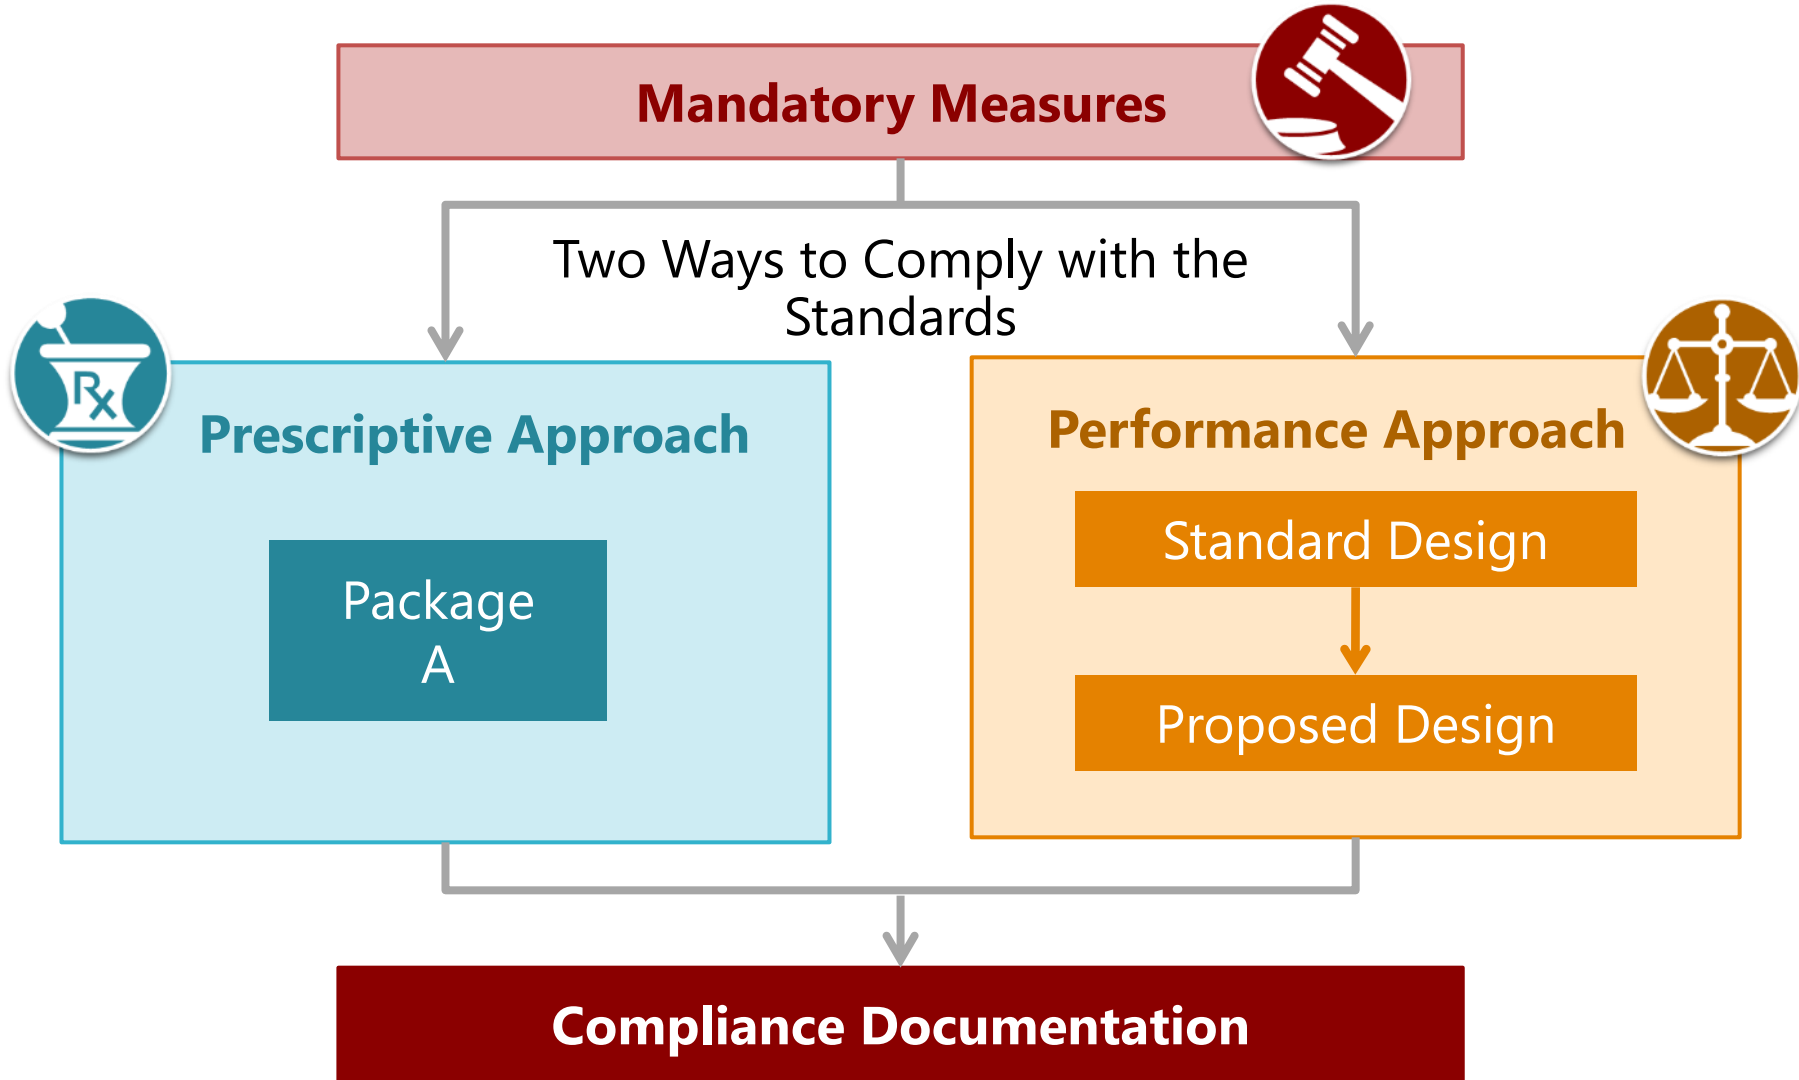 Mandatory Measures
Two Ways to Comply with the
Standards
Rx
Prescriptive Approach
Package
A
Performance Approach
Standard Design
Proposed Design
Compliance Documentation